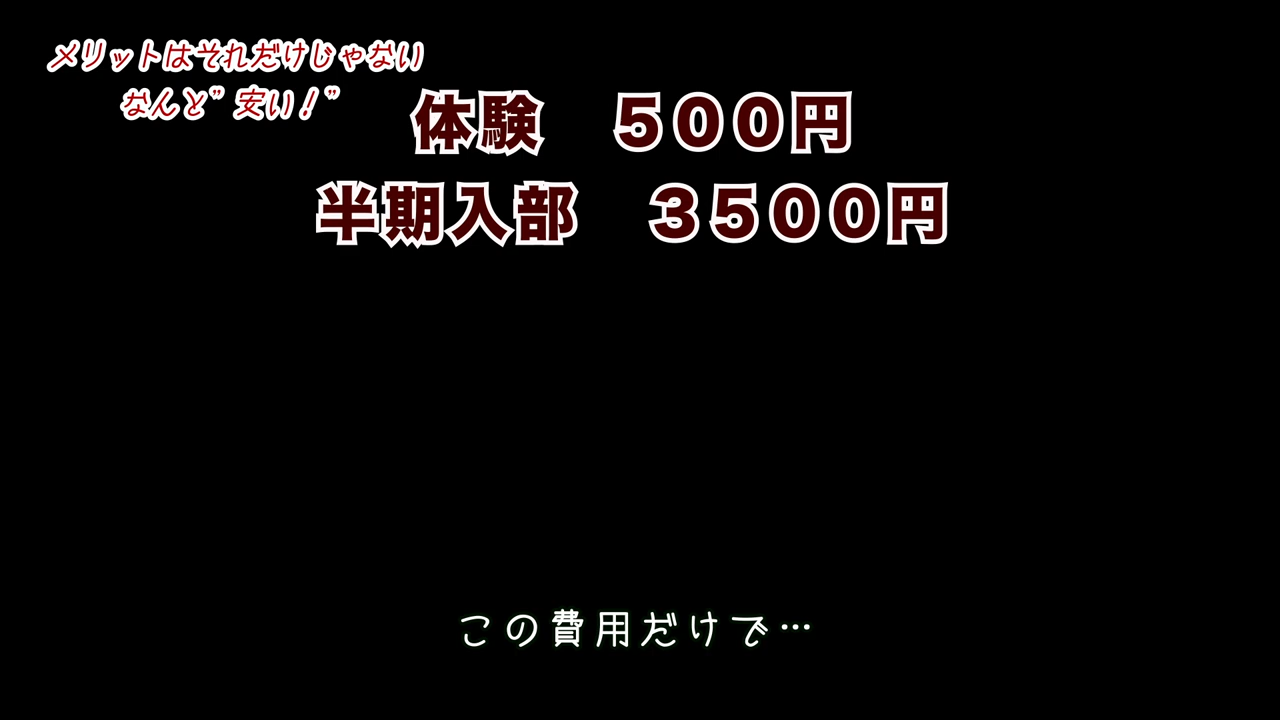 メリットはそれだけじゃない
なんと”安い！”
体験　５００円
半期入部　３５００円
この費用だけで…